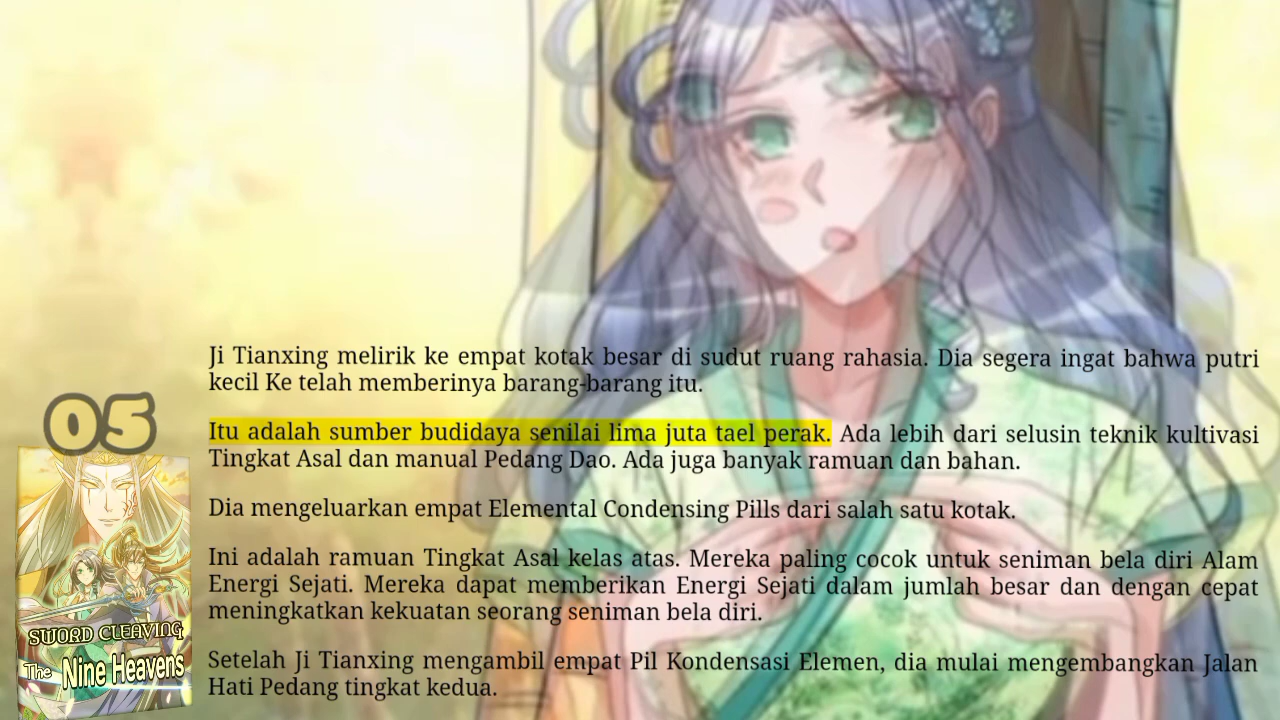 Ji Tianxing melirik ke empat kotak besar di sudut ruang rahasia. Dia segera ingat bahwa putri
kecil Ke telah memberinya barang-barang itu.
Itu adalah sumber budidaya senilai lima juta tael perak. Ada lebih dari selusin teknik kultivasi
Tingkat Asal dan manual Pedang Dao. Ada juga banyak ramuan dan bahan.
Dia mengeluarkan empat Elemental Condensing Pills dari salah satu kotak.
Ini adalah ramuan Tingkat Asal kelas atas. Mereka paling cocok untuk seniman bela diri Alam
Energi Sejati. Mereka dapat memberikan Energi Sejati dalam jumlah besar dan dengan cepat
meningkatkan kekuatan seorang seniman bela diri.
Setelah Ji Tianxing mengambil empat Pil Kondensasi Elemen, dia mulai mengembangkan Jalan
Hati Pedang tingkat kedua.
05
SWORD CLEAVING
The Nine Heavens